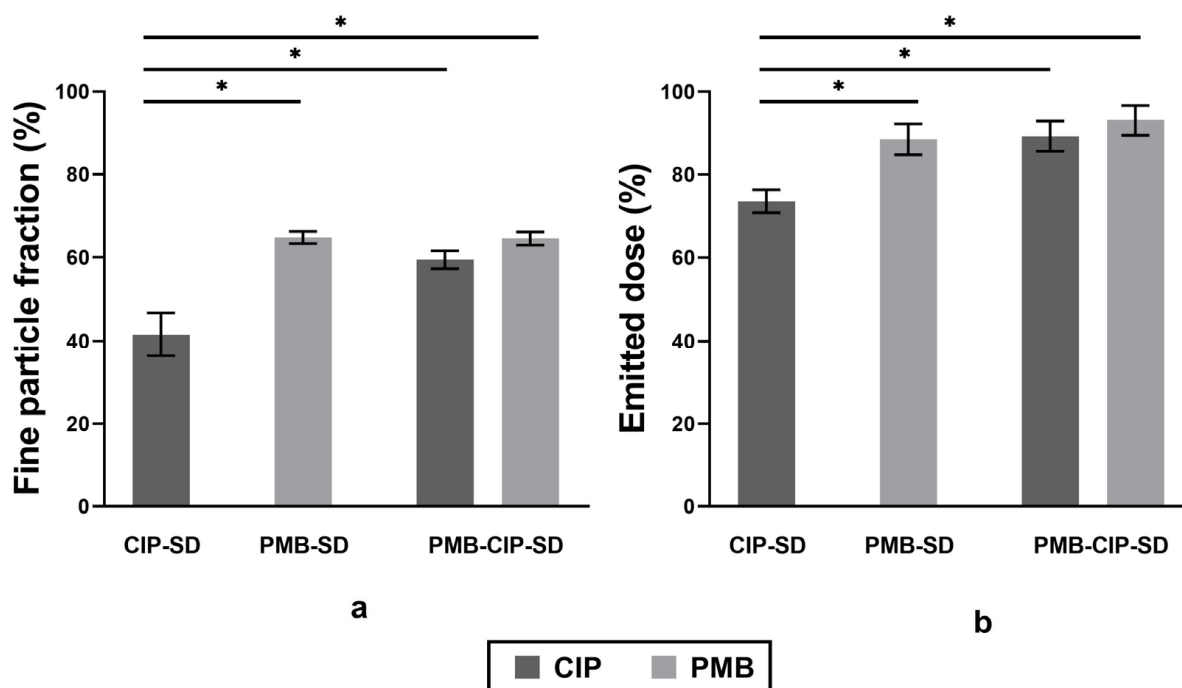 *
*
*
Fine particle fraction (%)
100
80
60
40
20
0
CIP-SD PMB-SD PMB-CIP-SD
a
*
*
*
Emitted dose (%)
100
80
60
40
20
0
CIP-SD PMB-SD PMB-CIP-SD
b
CIP PMB